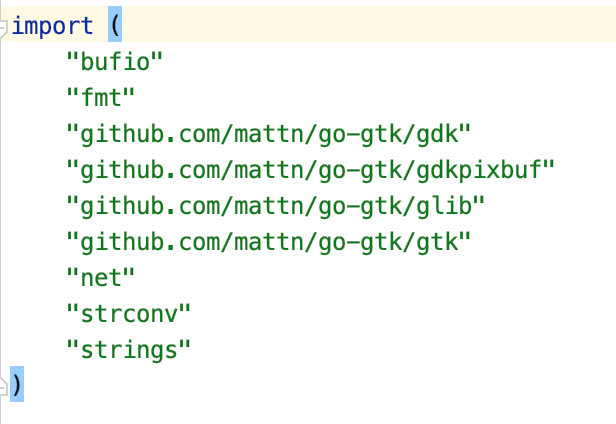 import (
    "bufio"
    "fmt"
    "github.com/mattn/go-gtk/gdk"
    "github.com/mattn/go-gtk/gdkpixbuf"
    "github.com/mattn/go-gtk/glib"
    "github.com/mattn/go-gtk/gtk"
    "net"
    "strconv"
    "strings"
)